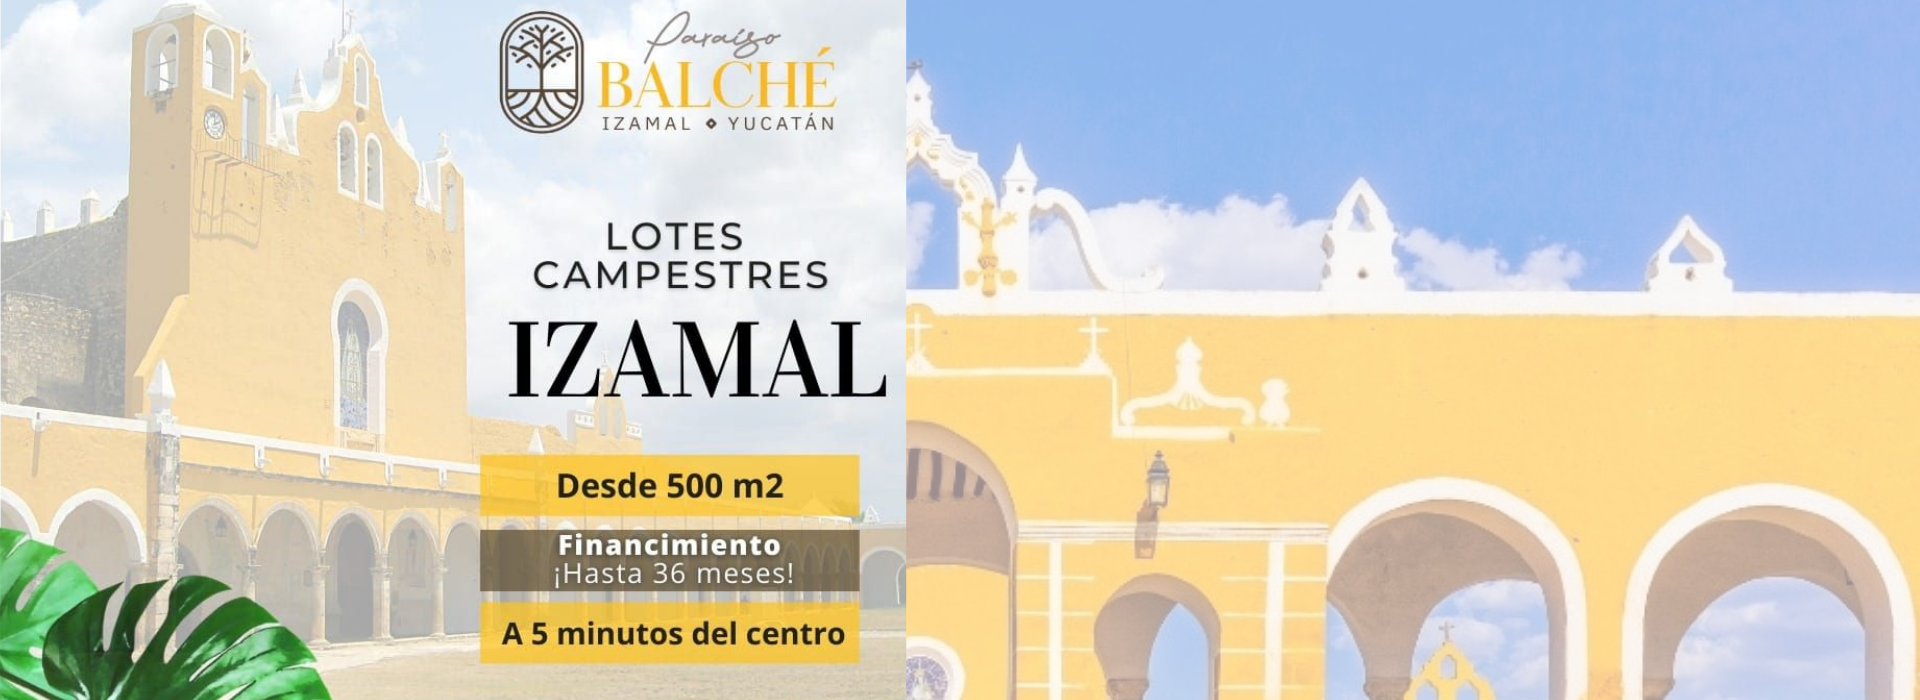 Paraíso
BALCHÉ
IZAMAL YUCATÁN
LOTES
CAMPESTRES
IZAMAL
Desde 500 m2
Financimiento
¡Hasta 36 meses!
A 5 minutos del centro